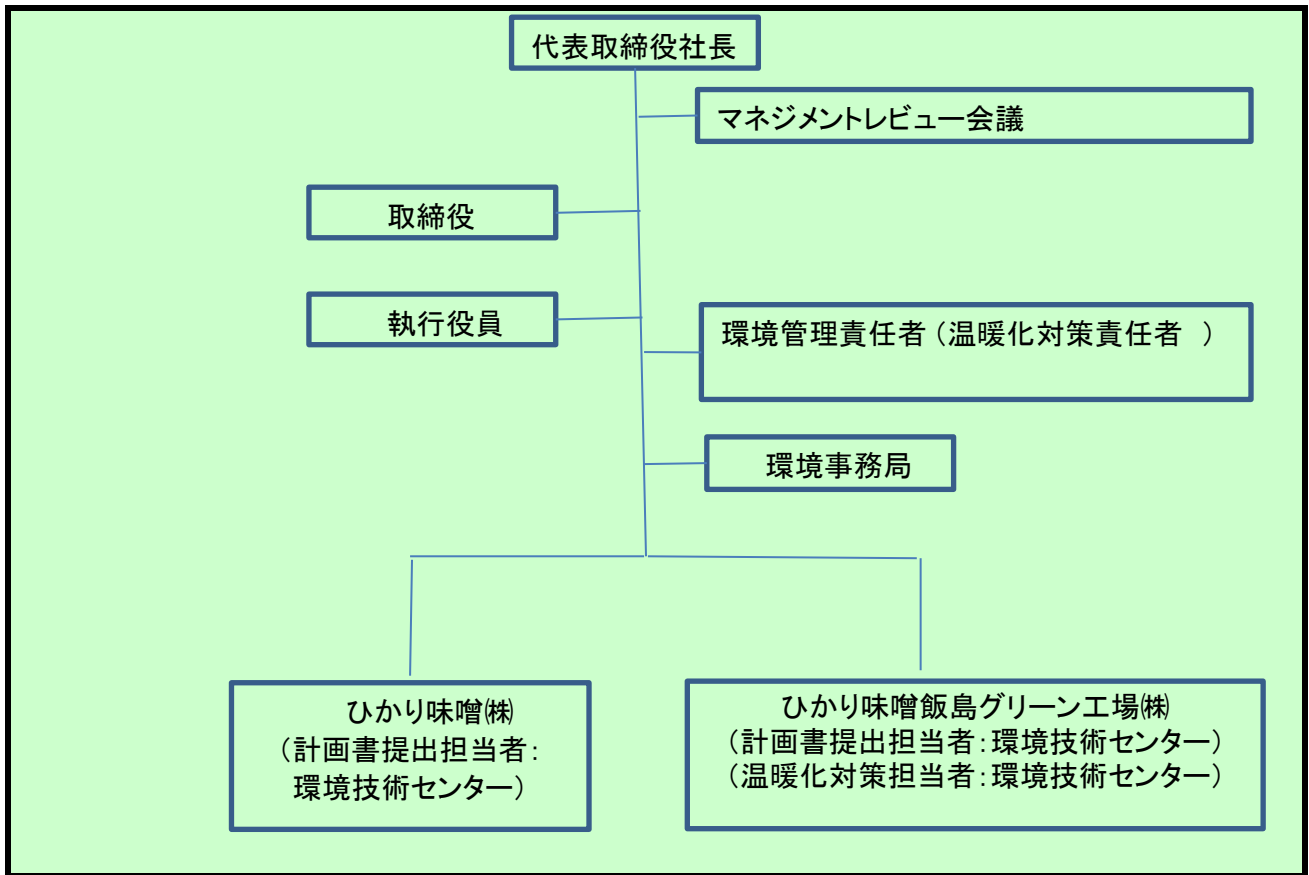 代表取締役社長
マネジメントレビュー会議
取締役
執行役員
環境管理責任者（温暖化対策責任者　）
環境事務局
ひかり味噌㈱
（計画書提出担当者：
環境技術センター）
ひかり味噌飯島グリーン工場㈱
（計画書提出担当者：環境技術センター）
（温暖化対策担当者：環境技術センター）